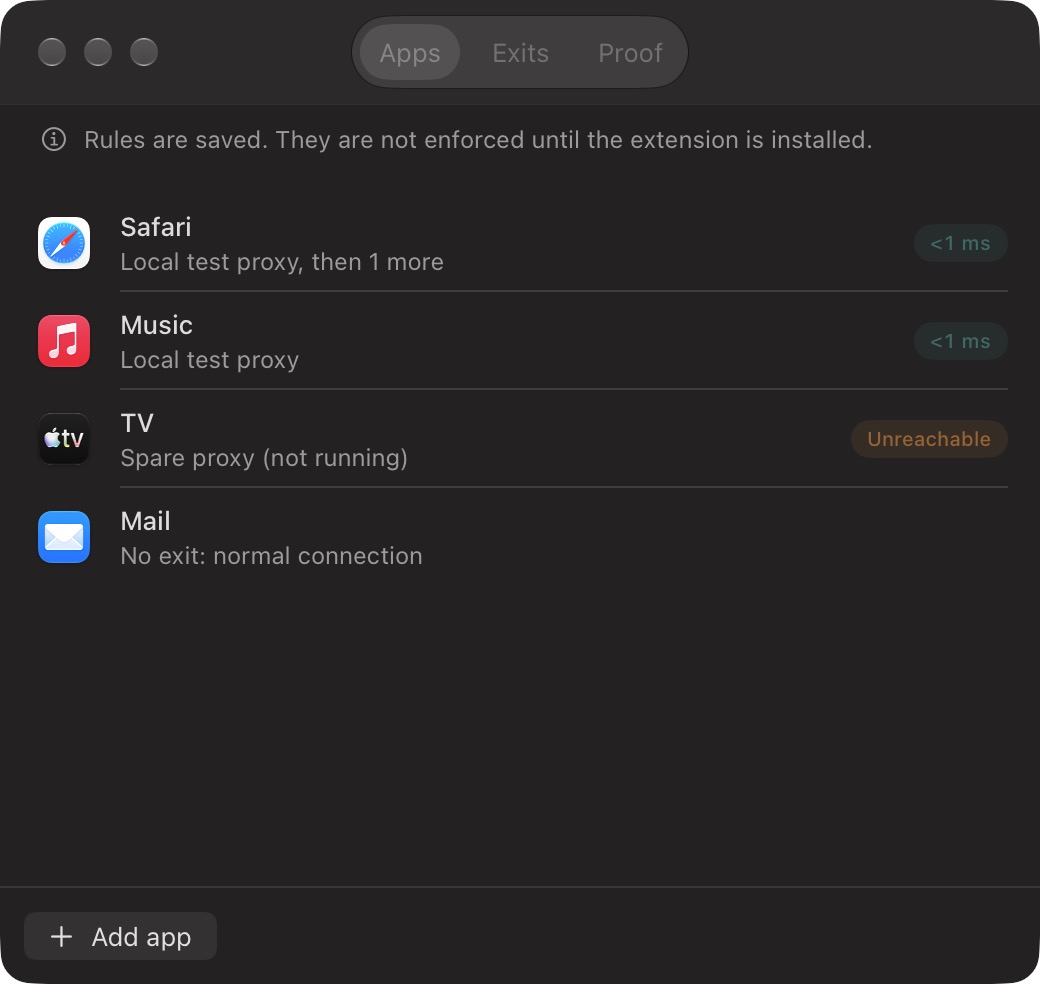 Apps Exits Proof
Rules are saved. They are not enforced until the extension is installed.
Safari
Local test proxy, then 1 more
<1 ms
Music
Local test proxy
<1 ms
tv
TV
Spare proxy (not running)
Unreachable
Mail
No exit: normal connection
+ Add app